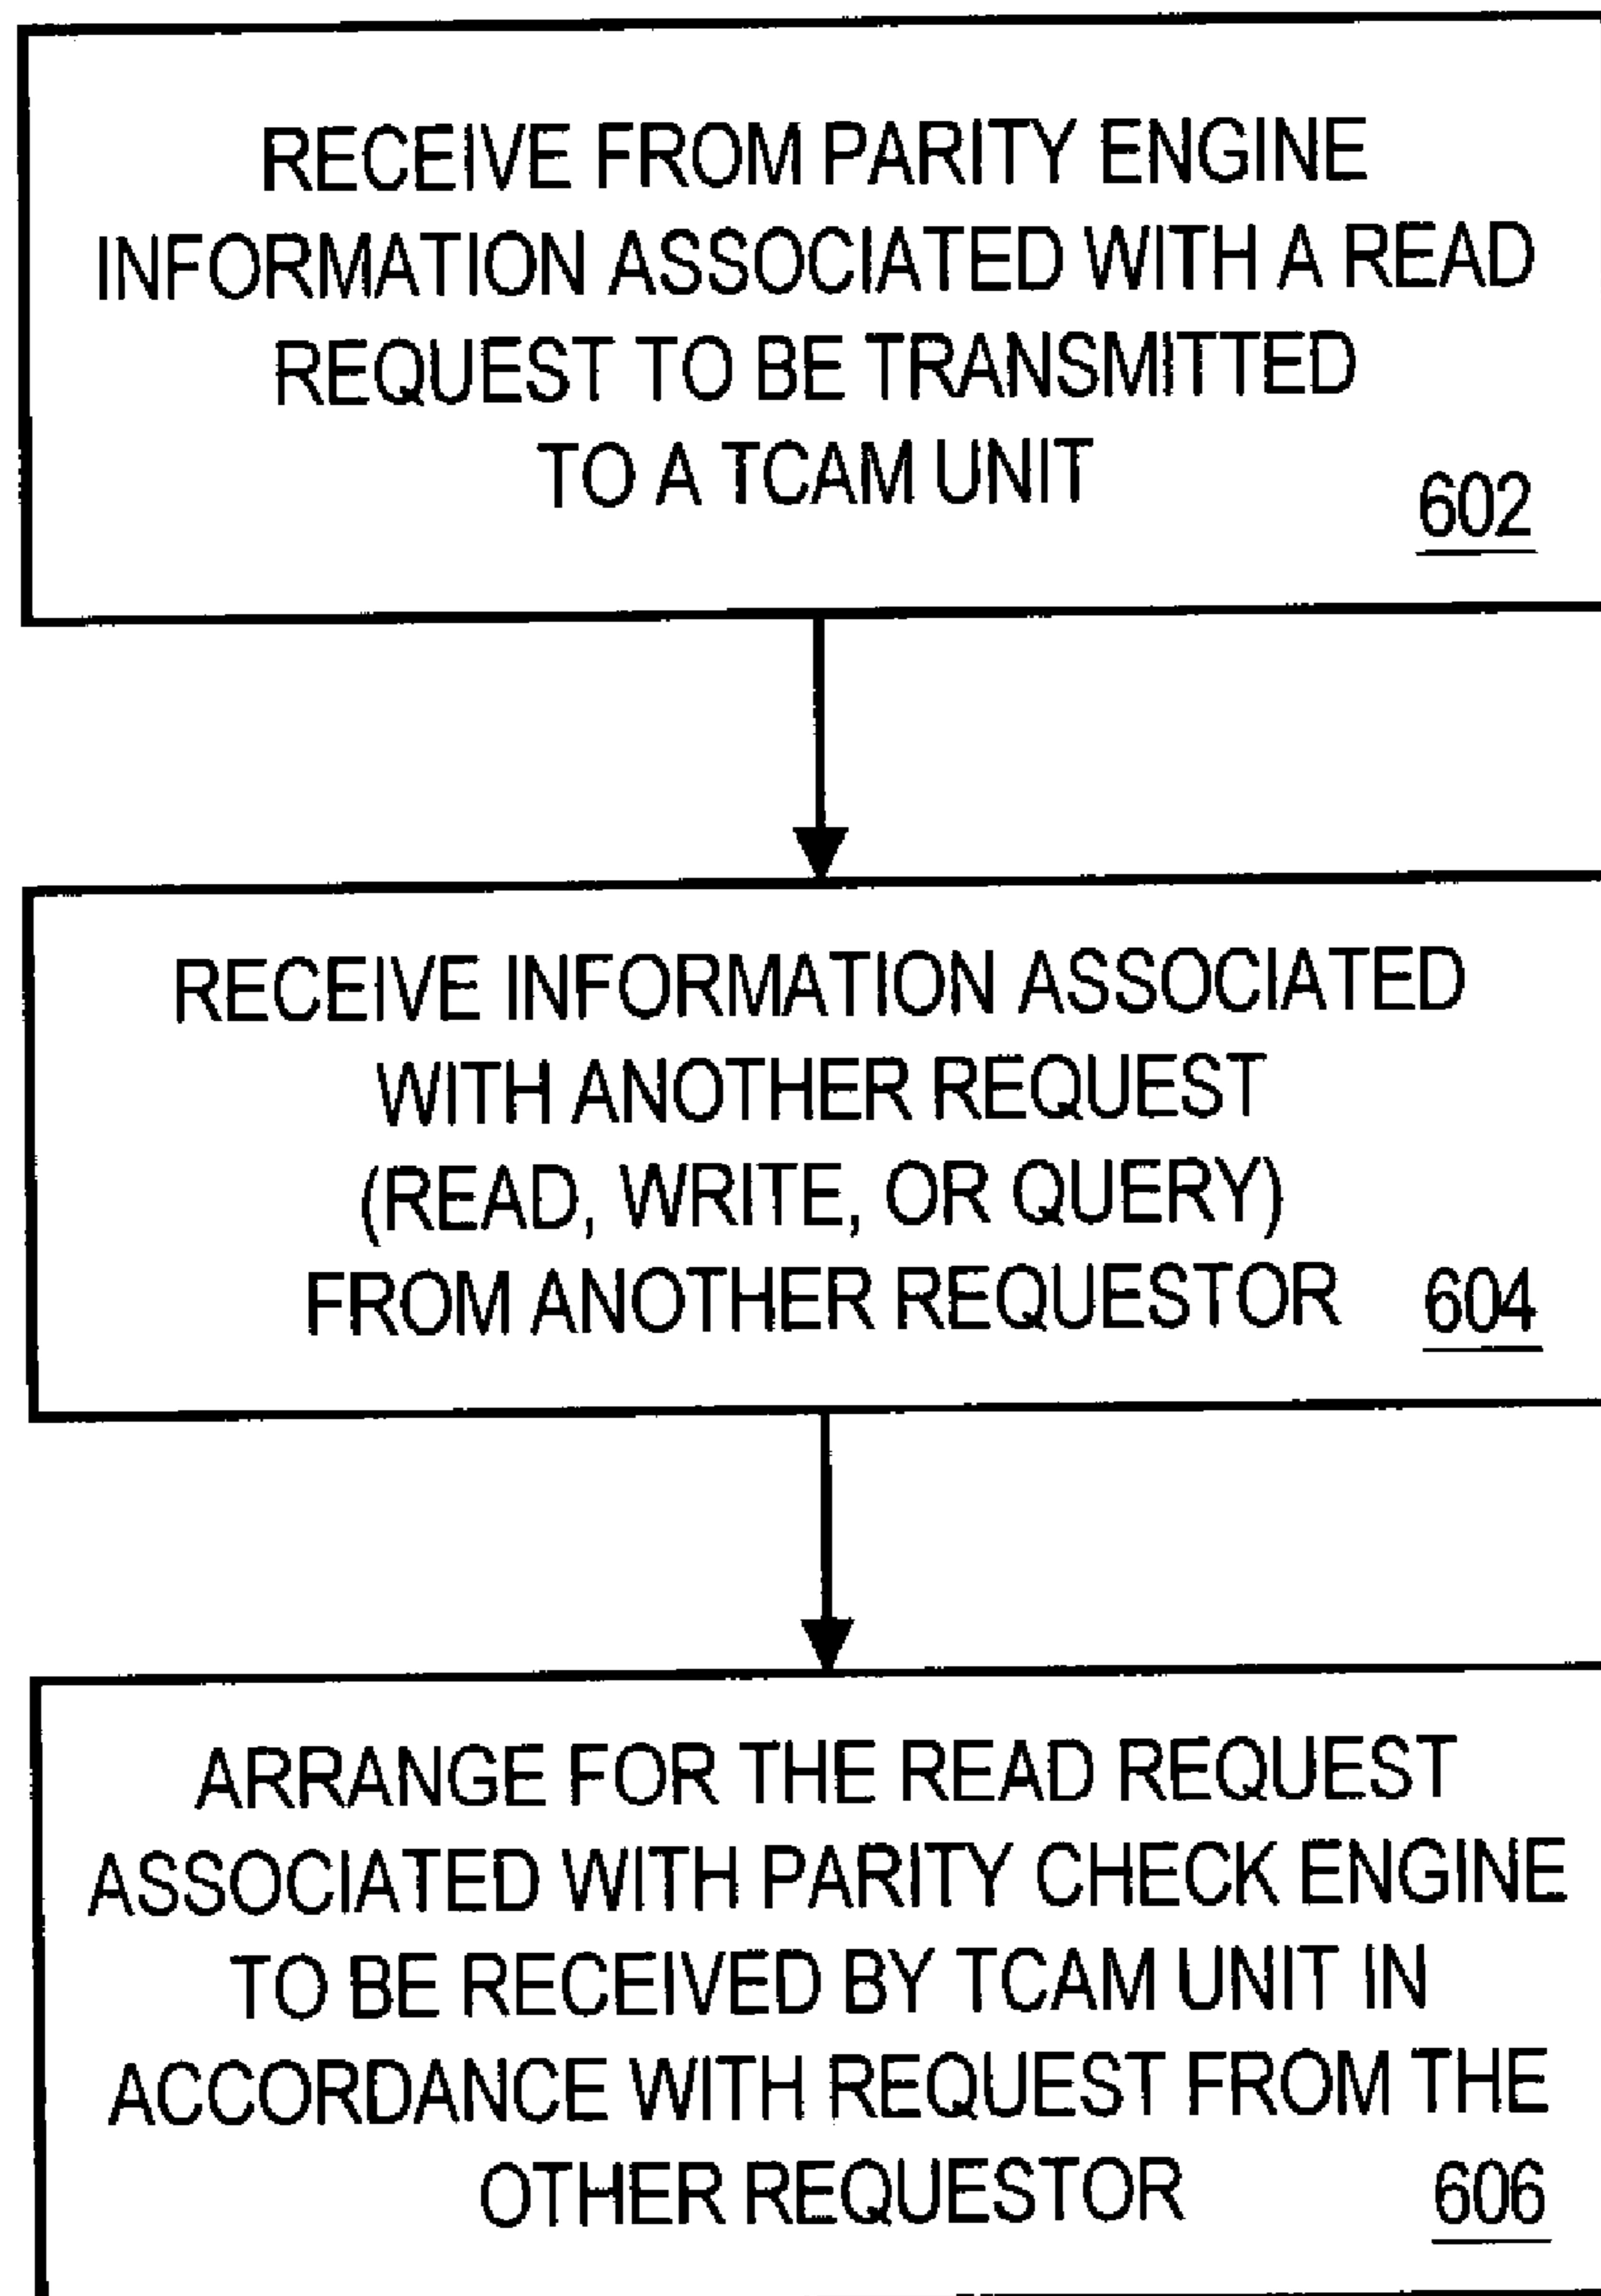 RECEIVE FROM PARITY ENGINE
INFORMATION ASSOCIATED WITH A READ
REQUEST TO BE TRANSMITTED
TO A TCAM UNIT
602
RECEIVE INFORMATION ASSOCIATED
WITH ANOTHER REQUEST
(READ, WRITE, OR QUERY)
FROM ANOTHER REQUESTOR 604
ARRANGE FOR THE READ REQUEST
ASSOCIATED WITH PARITY CHECK ENGINE
TO BE RECEIVED BY TCAM UNIT IN
ACCORDANCE WITH REQUEST FROM THE
OTHER REQUESTOR 606